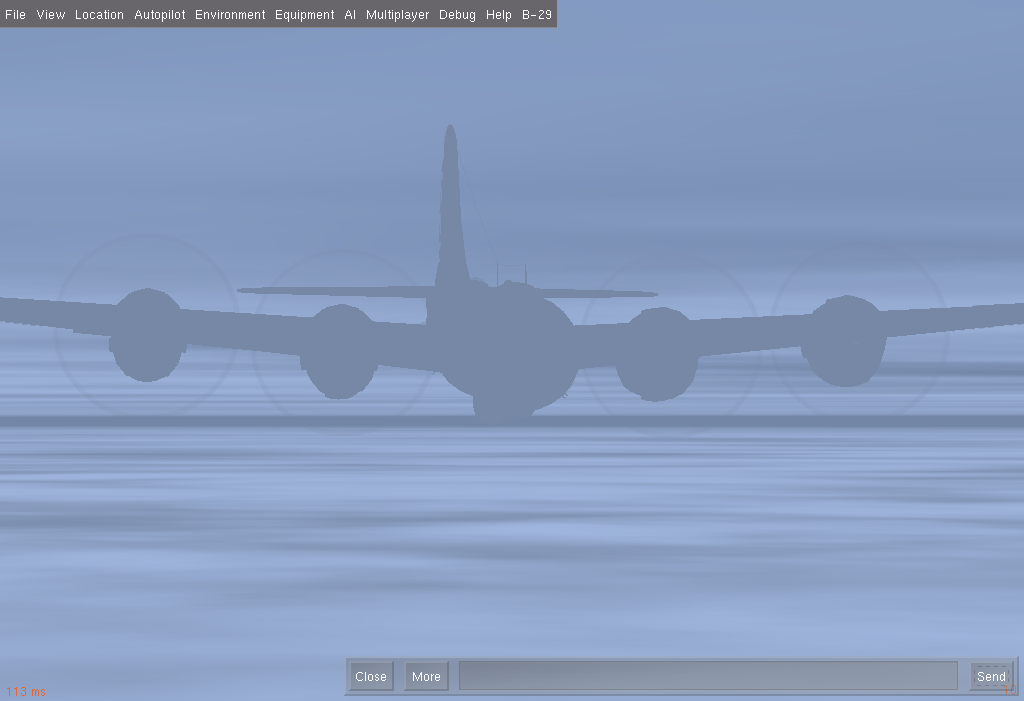 File View Location Autopilot Environment Equipment AI Multiplayer Debug Help B-29
Close More Send
113 ms